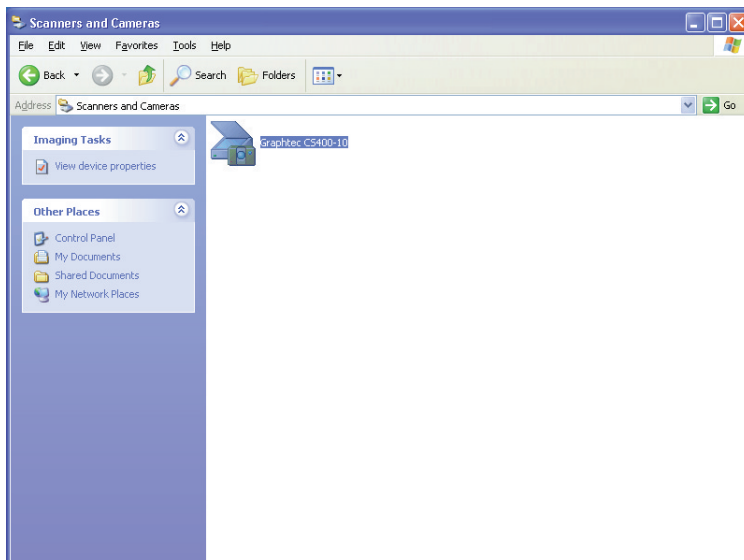 Scanners and Cameras
File Edit View Favorites Tools Help
Back Search Folders
Address Scanners and Cameras Go
Imaging Tasks
View device properties
Other Places
Control Panel
My Documents
Shared Documents
My Network Places
Graphtec CS400-10